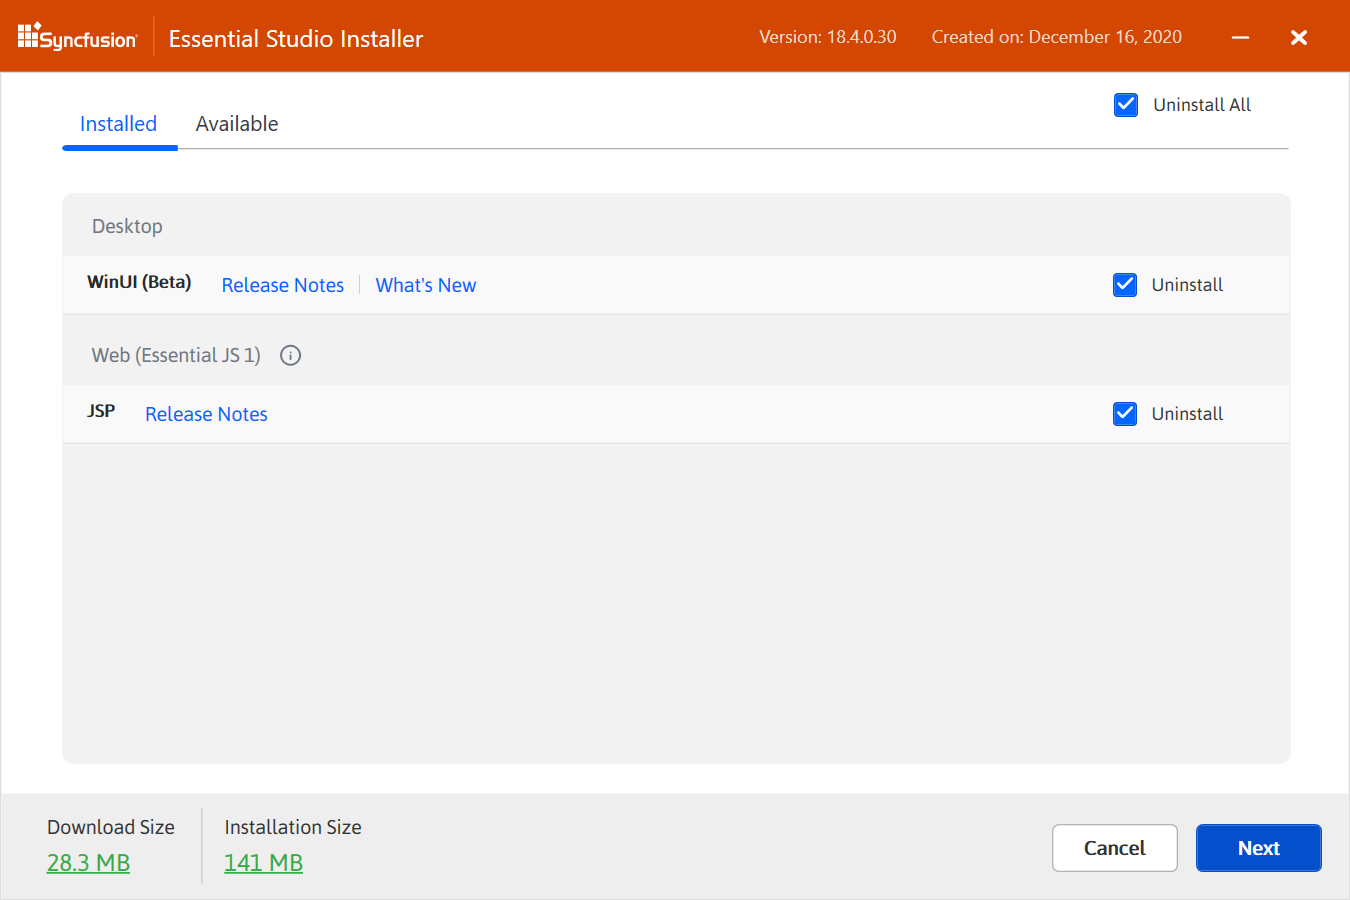 Syncfusion Essential Studio Installer Version: 18.4.0.30 Created on: December 16, 2020
Uninstall All
Installed Available
Desktop
WinUI (Beta) Release Notes What's New Uninstall
Web (Essential JS 1)
JSP Release Notes Uninstall
Download Size Installation Size
28.3 MB 141 MB
Cancel Next